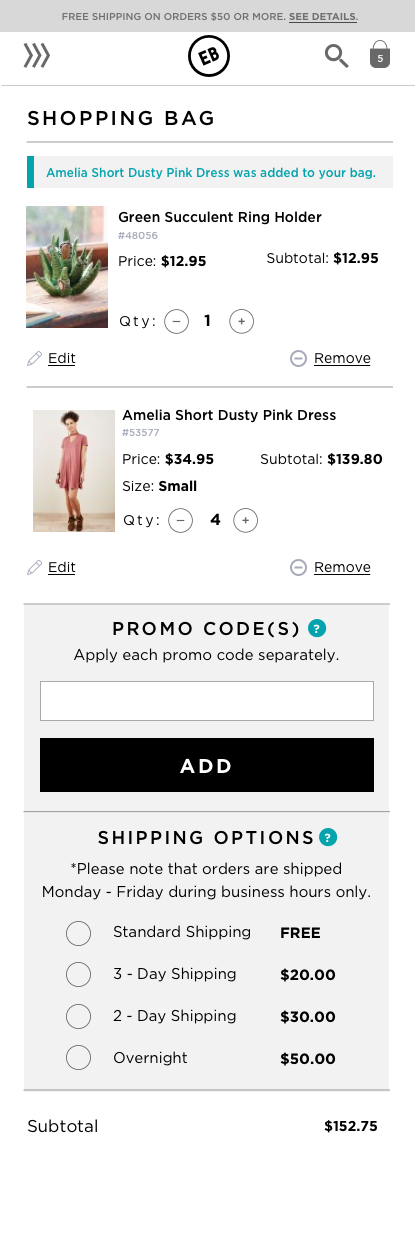 FREE SHIPPING ON ORDERS $50 OR MORE. SEE DETAILS.
EB
5
SHOPPING BAG
Amelia Short Dusty Pink Dress was added to your bag.
Green Succulent Ring Holder
#48056
Price: $12.95 Subtotal: $12.95
Qty: − 1 +
Edit Remove
Amelia Short Dusty Pink Dress
#53577
Price: $34.95 Subtotal: $139.80
Size: Small
Qty: − 4 +
Edit Remove
PROMO CODE(S) ?
Apply each promo code separately.
ADD
SHIPPING OPTIONS ?
*Please note that orders are shipped
Monday - Friday during business hours only.
Standard Shipping FREE
3 - Day Shipping $20.00
2 - Day Shipping $30.00
Overnight $50.00
Subtotal $152.75